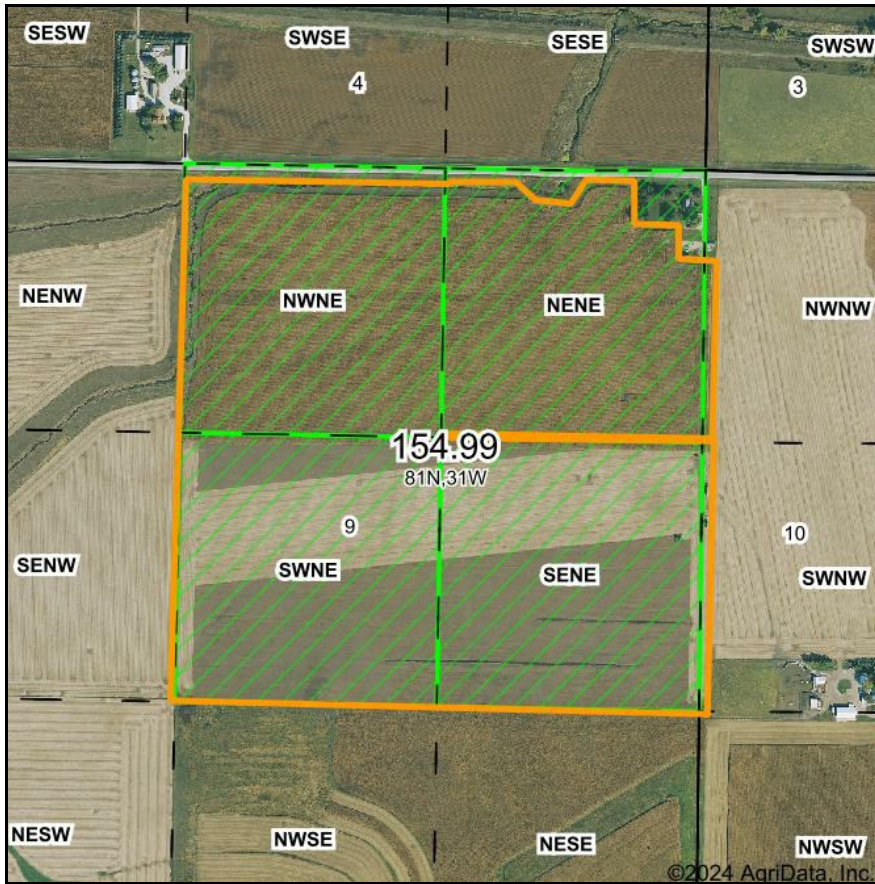 SESW
SWSE
SESE
SWSW
4
3
NENW
NWNE
NENE
NWNW
154.99
81N,31W
9
10
SENW
SWNE
SENE
SWNW
NESW
NWSE
NESE
NWSW
©2024 AgriData, Inc.